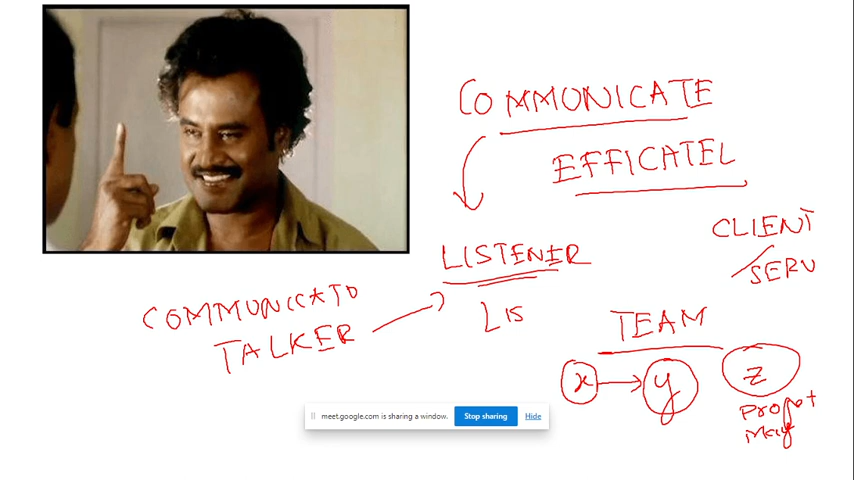 COMMUNICATE
EFFICATEL
CLIENT
/SERV
LISTENER
COMMUNICATO
TALKER
LIS
TEAM
x
y
z
meet.google.com is sharing a window.
Stop sharing
Hide